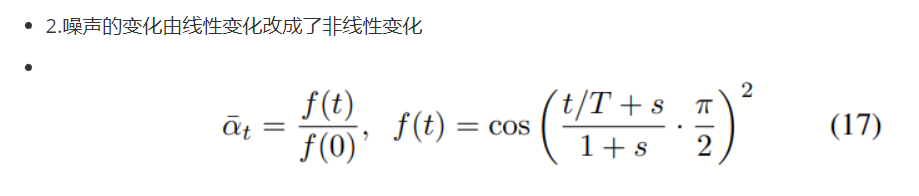 2.噪声的变化由线性变化改成了非线性变化
ᾱ_t = f(t)/f(0), f(t) = cos((t/T + s)/(1 + s) · π/2)^2 (17)